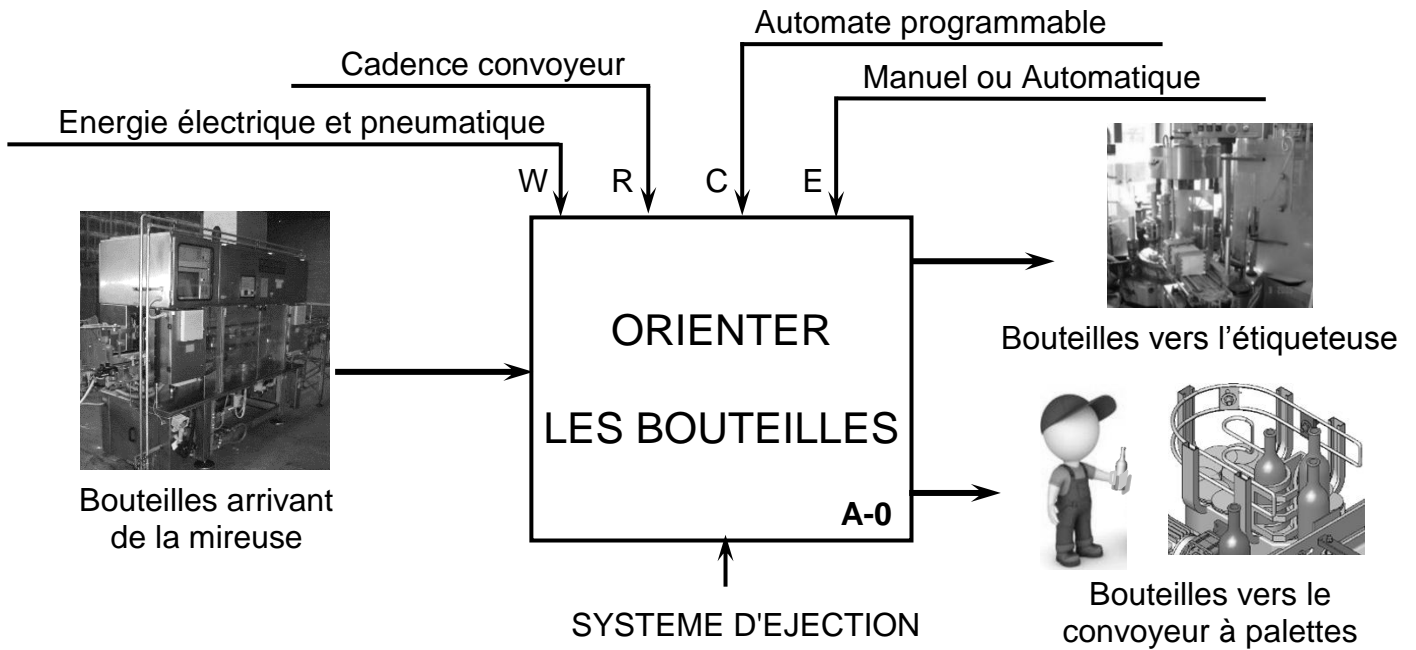 Automate programmable
Cadence convoyeur
Manuel ou Automatique
Energie électrique et pneumatique
W
R
C
E
ORIENTER
LES BOUTEILLES
A-0
Bouteilles arrivant
de la mireuse
Bouteilles vers l'étiqueteuse
SYSTEME D'EJECTION
Bouteilles vers le
convoyeur à palettes